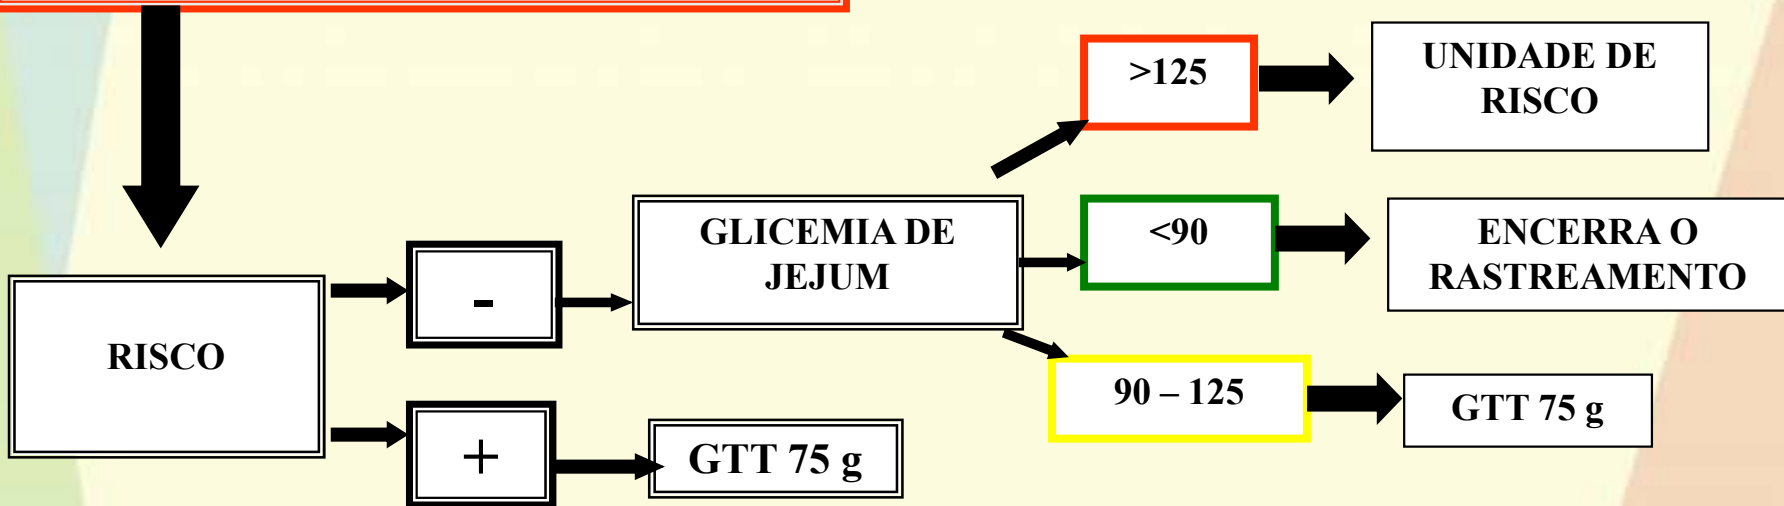 >125
UNIDADE DE
RISCO
GLICEMIA DE
JEJUM
<90
ENCERRA O
RASTREAMENTO
-
RISCO
90 – 125
GTT 75 g
+
GTT 75 g